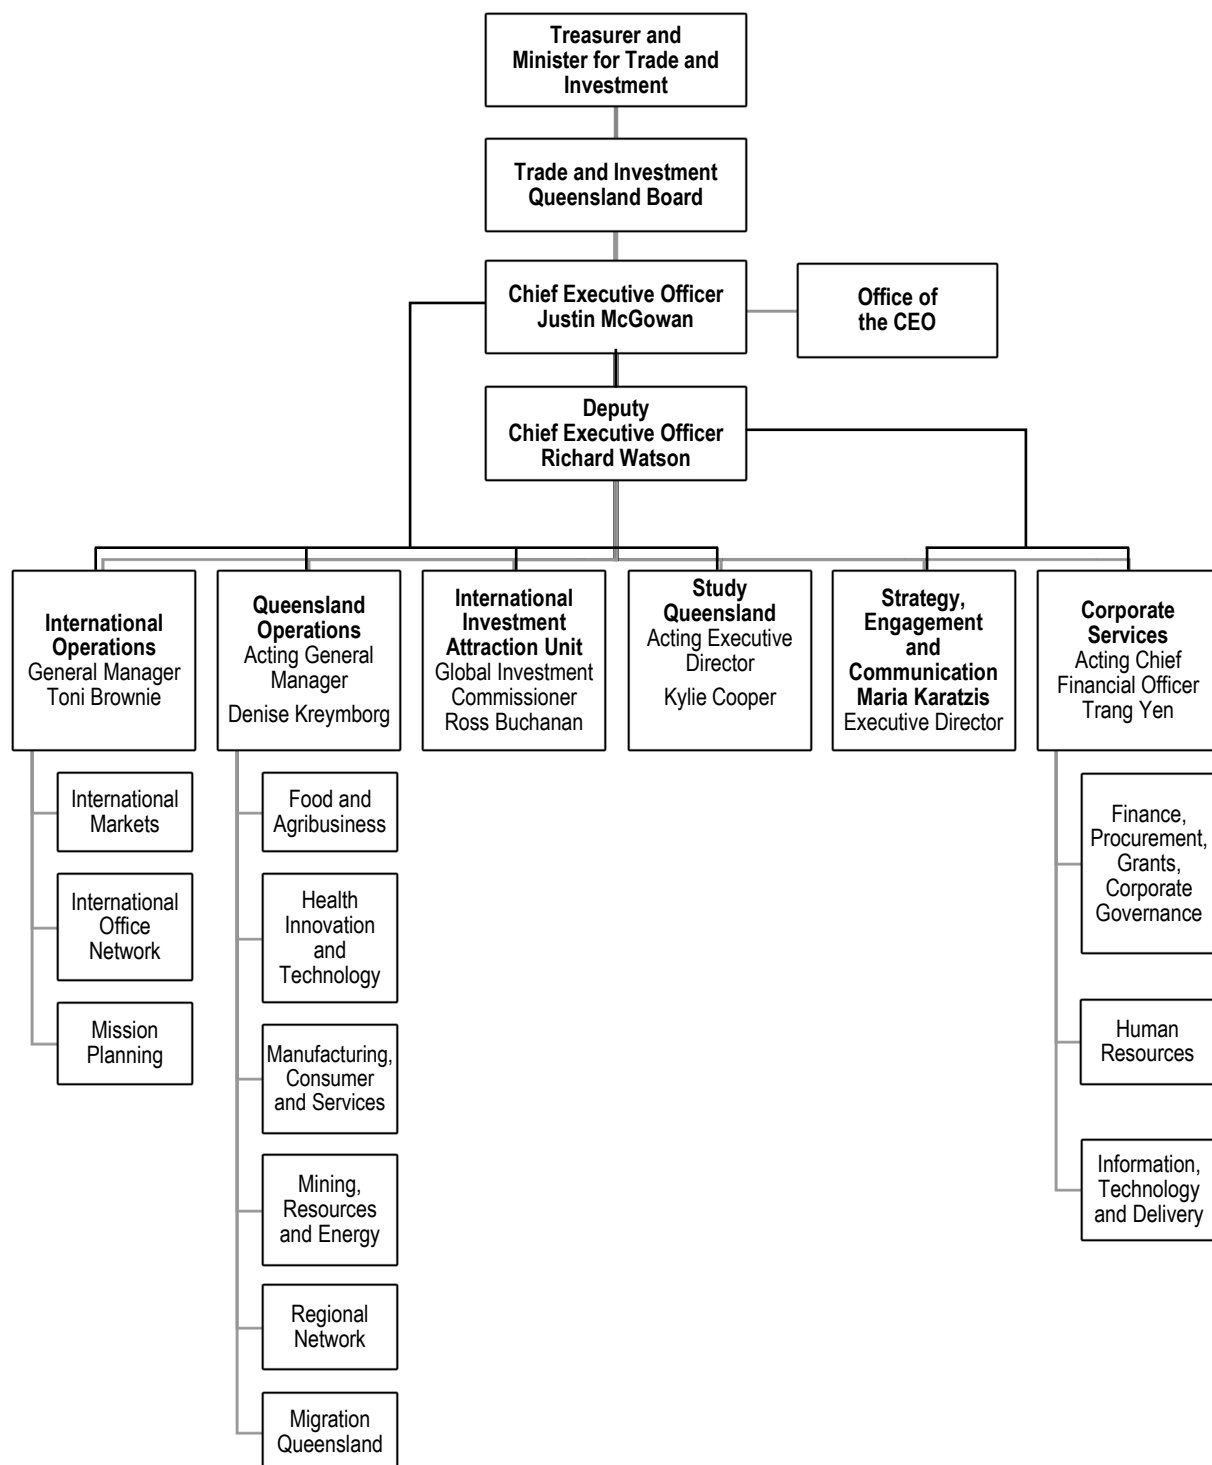 Treasurer and
Minister for Trade and
Investment
Trade and Investment
Queensland Board
Chief Executive Officer
Justin McGowan
Office of
the CEO
Deputy
Chief Executive Officer
Richard Watson
International
Operations
General Manager
Toni Brownie
Queensland
Operations
Acting General
Manager
Denise Kreymborg
International
Investment
Attraction Unit
Global Investment
Commissioner
Ross Buchanan
Study
Queensland
Acting Executive
Director
Kylie Cooper
Strategy,
Engagement
and
Communication
Maria Karatzis
Executive Director
Corporate
Services
Acting Chief
Financial Officer
Trang Yen
International
Markets
International
Office
Network
Mission
Planning
Food and
Agribusiness
Health
Innovation
and
Technology
Manufacturing,
Consumer
and Services
Mining,
Resources
and Energy
Regional
Network
Migration
Queensland
Finance,
Procurement,
Grants,
Corporate
Governance
Human
Resources
Information,
Technology
and Delivery